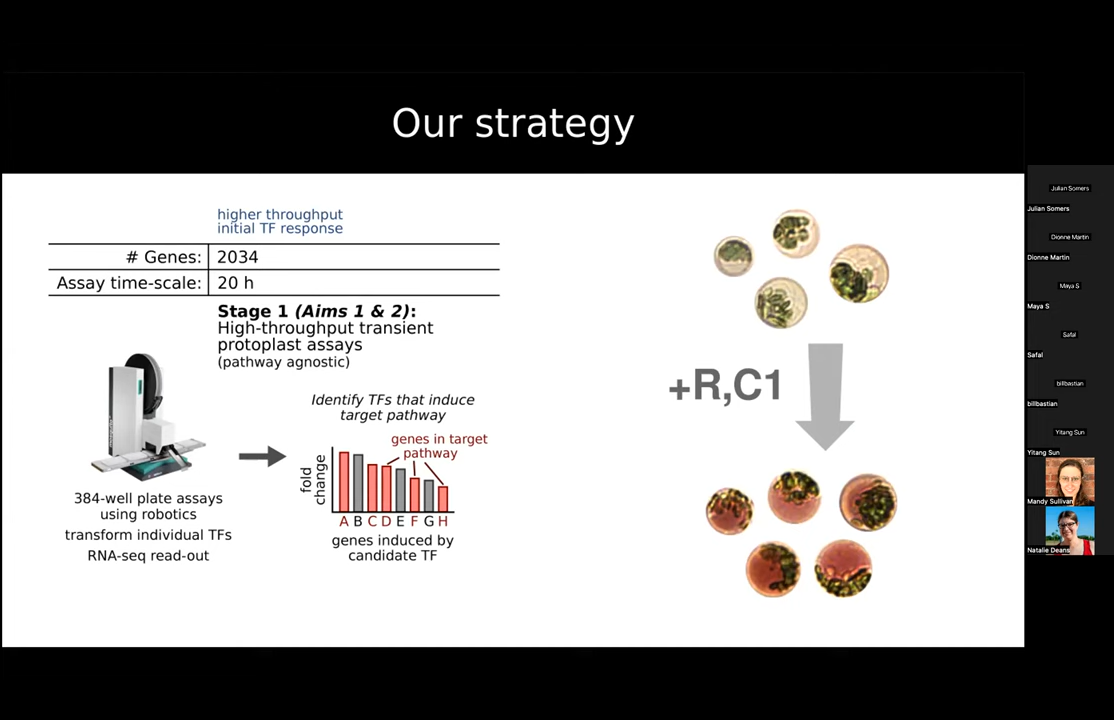 Our strategy
higher throughput
initial TF response
# Genes: 2034
Assay time-scale: 20 h
Stage 1 (Aims 1 & 2):
High-throughput transient
protoplast assays
(pathway agnostic)
384-well plate assays
using robotics
transform individual TFs
RNA-seq read-out
Identify TFs that induce
target pathway
genes in target
pathway
fold
change
A B C D E F G H
genes induced by
candidate TF
+R,C1
Julian Somers
Julian Somers
Dionne Martin
Dionne Martin
Maya S
Maya S
Safal
Safal
billbastian
billbastian
Yitang Sun
Yitang Sun
Mandy Sullivan
Natalie Deans